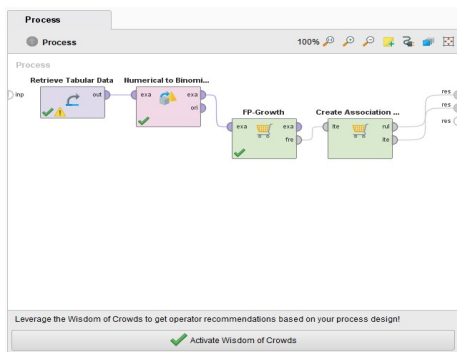 Process
Process
100%
Process
Retrieve Tabular Data
Numerical to Binomi...
inp
out
exa
exa
ori
res
res
res
FP-Growth
Create Association ...
exa
exa
fre
ite
rul
ite
Leverage the Wisdom of Crowds to get operator recommendations based on your process design!
Activate Wisdom of Crowds